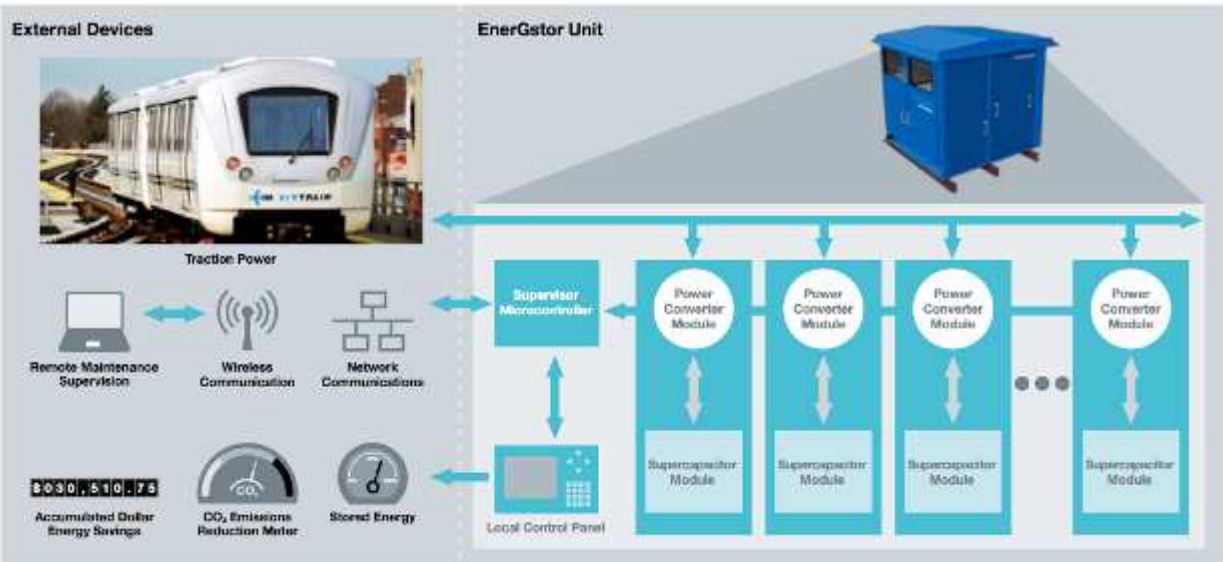 External Devices
EnerGstor Unit
AIRTRAIN
Traction Power
Remote Maintenance
Supervision
Wireless
Communication
Network
Communications
$030,510.75
Accumulated Dollar
Energy Savings
CO₂
CO₂ Emissions
Reduction Meter
Stored Energy
Supervisor
Microcontroller
Local Control Panel
Power
Converter
Module
Supercapacitor
Module
Power
Converter
Module
Supercapacitor
Module
Power
Converter
Module
Supercapacitor
Module
Power
Converter
Module
Supercapacitor
Module